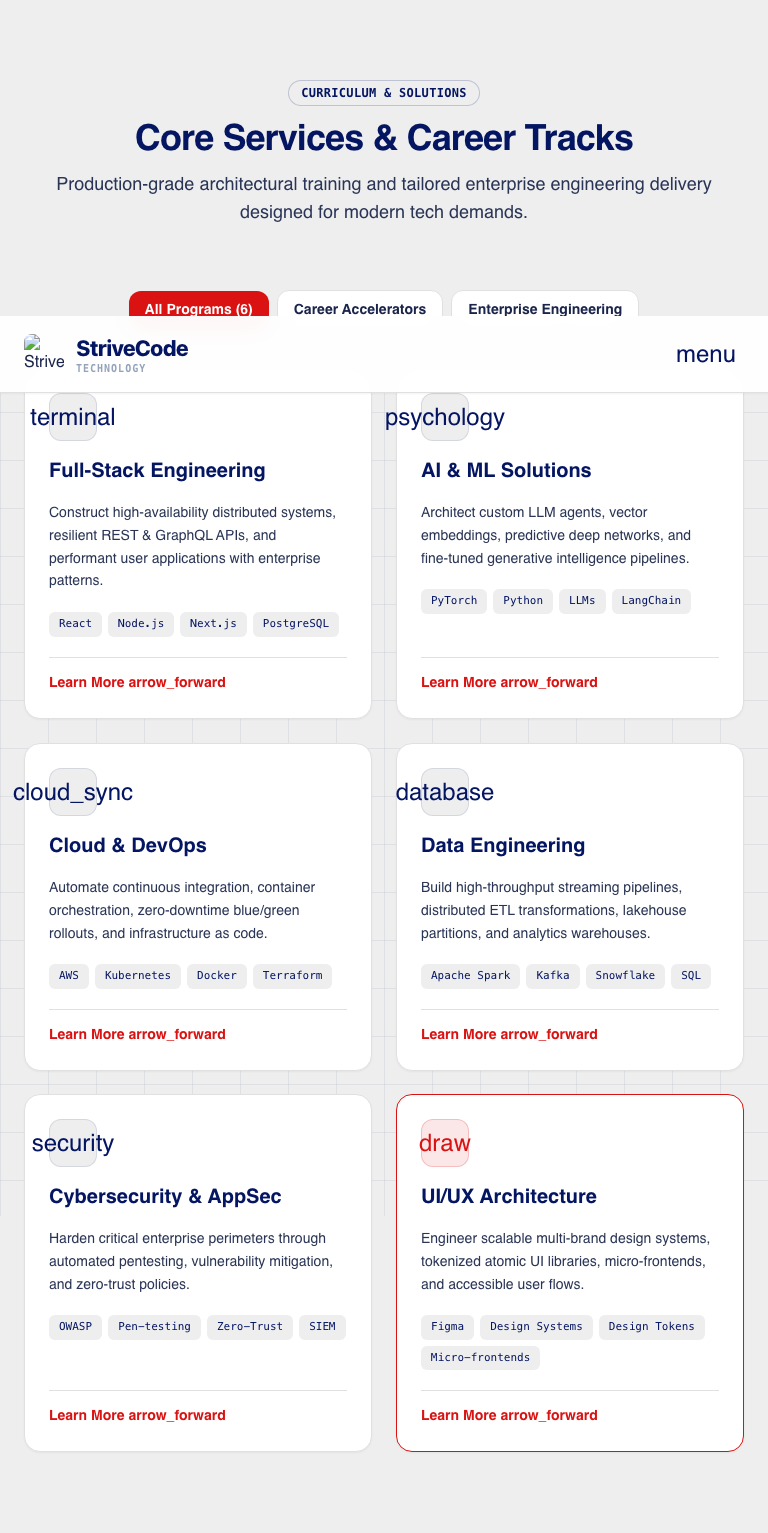 CURRICULUM & SOLUTIONS
Core Services & Career Tracks
Production-grade architectural training and tailored enterprise engineering delivery
designed for modern tech demands.
All Programs (6)
Career Accelerators
Enterprise Engineering
Strive
StriveCode
TECHNOLOGY
menu
terminal
Full-Stack Engineering
Construct high-availability distributed systems,
resilient REST & GraphQL APIs, and
performant user applications with enterprise
patterns.
React Node.js Next.js PostgreSQL
Learn More arrow_forward
psychology
AI & ML Solutions
Architect custom LLM agents, vector
embeddings, predictive deep networks, and
fine-tuned generative intelligence pipelines.
PyTorch Python LLMs LangChain
Learn More arrow_forward
cloud_sync
Cloud & DevOps
Automate continuous integration, container
orchestration, zero-downtime blue/green
rollouts, and infrastructure as code.
AWS Kubernetes Docker Terraform
Learn More arrow_forward
database
Data Engineering
Build high-throughput streaming pipelines,
distributed ETL transformations, lakehouse
partitions, and analytics warehouses.
Apache Spark Kafka Snowflake SQL
Learn More arrow_forward
security
Cybersecurity & AppSec
Harden critical enterprise perimeters through
automated pentesting, vulnerability mitigation,
and zero-trust policies.
OWASP Pen-testing Zero-Trust SIEM
Learn More arrow_forward
draw
UI/UX Architecture
Engineer scalable multi-brand design systems,
tokenized atomic UI libraries, micro-frontends,
and accessible user flows.
Figma Design Systems Design Tokens
Micro-frontends
Learn More arrow_forward